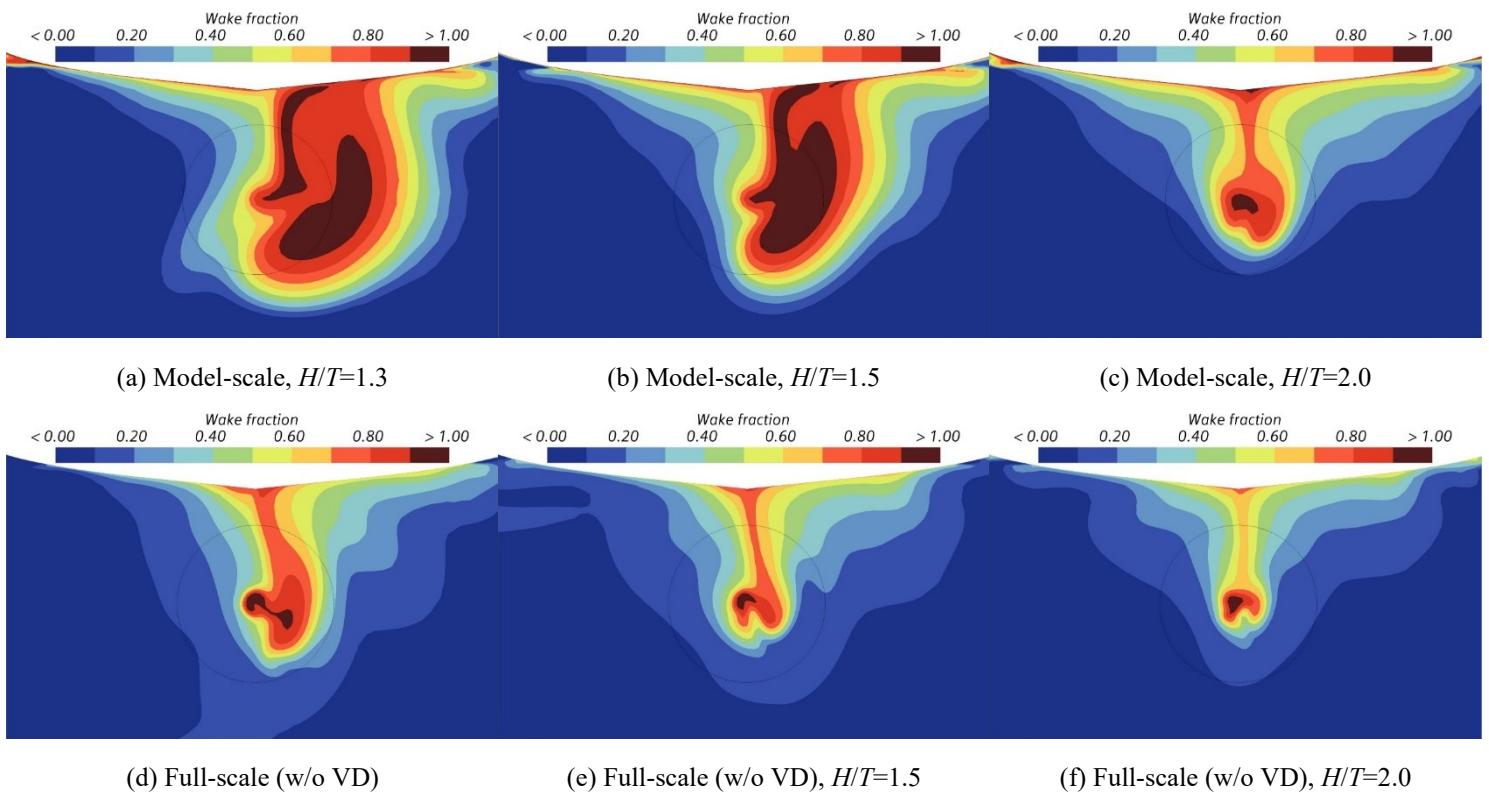 Wake fraction Wake fraction Wake fraction
< 0.00 0.20 0.40 0.60 0.80 > 1.00 < 0.00 0.20 0.40 0.60 0.80 > 1.00 < 0.00 0.20 0.40 0.60 0.80 > 1.00
(a) Model-scale, H/T=1.3 (b) Model-scale, H/T=1.5 (c) Model-scale, H/T=2.0
Wake fraction Wake fraction Wake fraction
< 0.00 0.20 0.40 0.60 0.80 > 1.00 < 0.00 0.20 0.40 0.60 0.80 > 1.00 < 0.00 0.20 0.40 0.60 0.80 > 1.00
(d) Full-scale (w/o VD) (e) Full-scale (w/o VD), H/T=1.5 (f) Full-scale (w/o VD), H/T=2.0